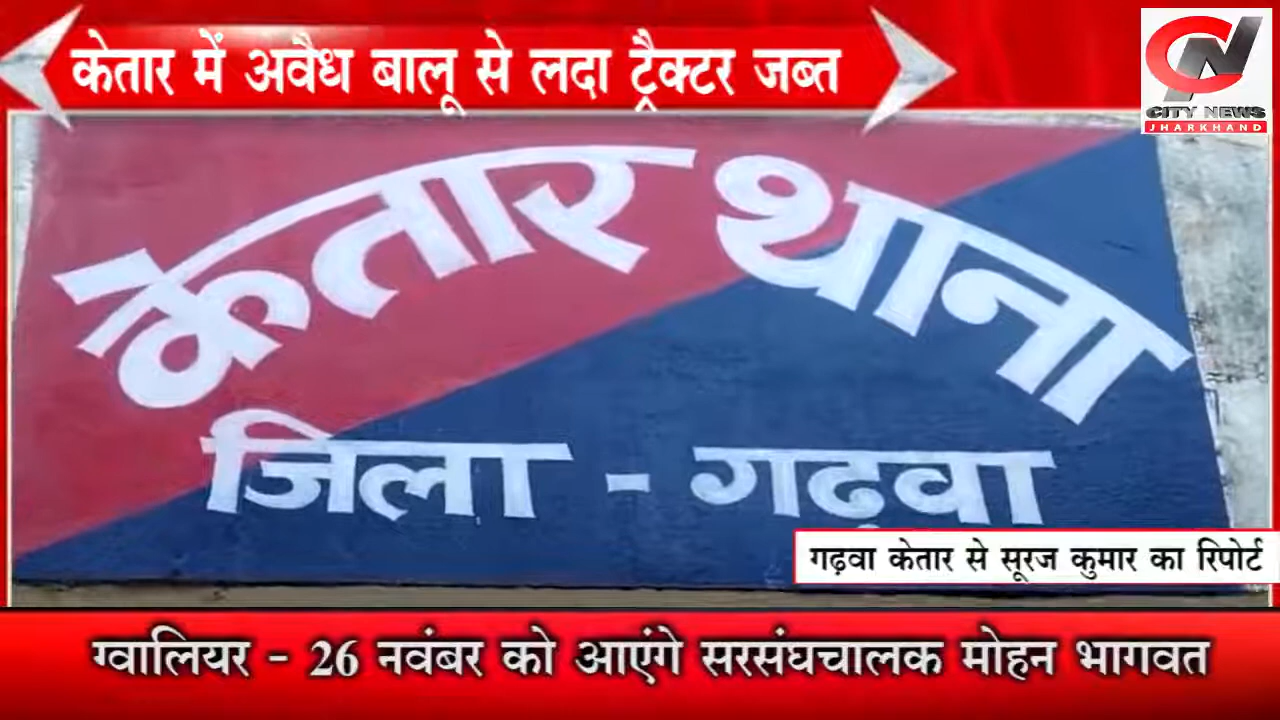 केतार में अवैध बालू से लदा ट्रैक्टर जब्त
CN
CITY NEWS
JHARKHAND
केतार थाना
जिला - गढ़वा
गढ़वा केतार से सूरज कुमार का रिपोर्ट
ग्वालियर - 26 नवंबर को आएंगे सरसंघचालक मोहन भागवत